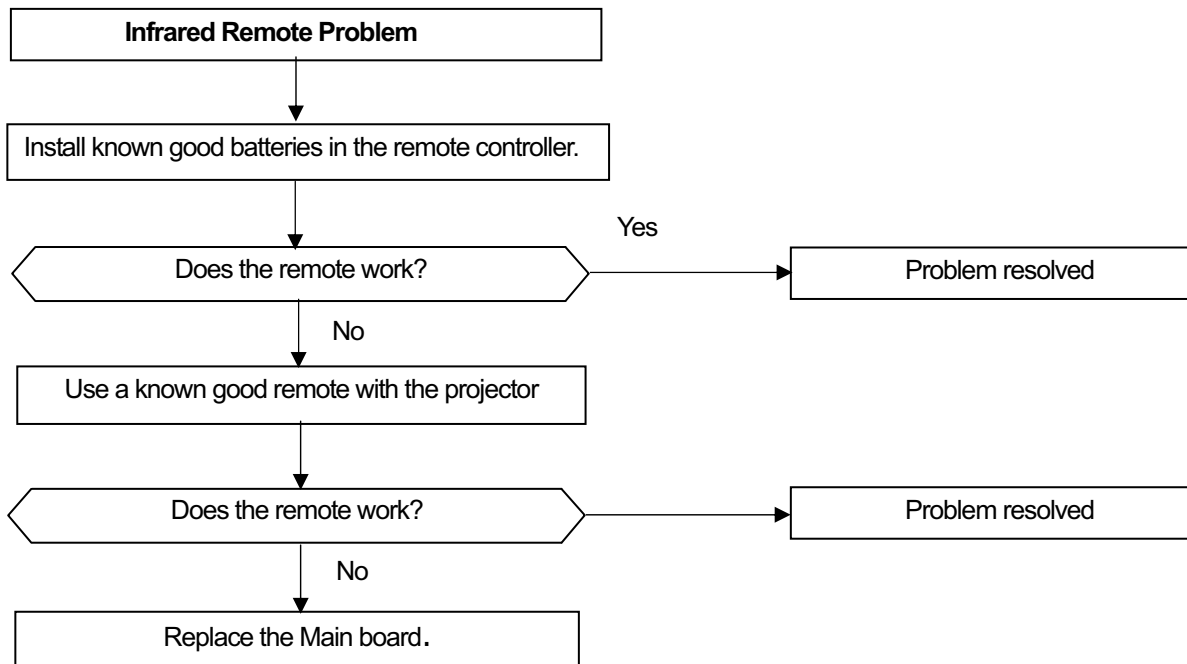 Infrared Remote Problem
Install known good batteries in the remote controller.
Yes
Does the remote work?
Problem resolved
No
Use a known good remote with the projector
Does the remote work?
Problem resolved
No
Replace the Main board.